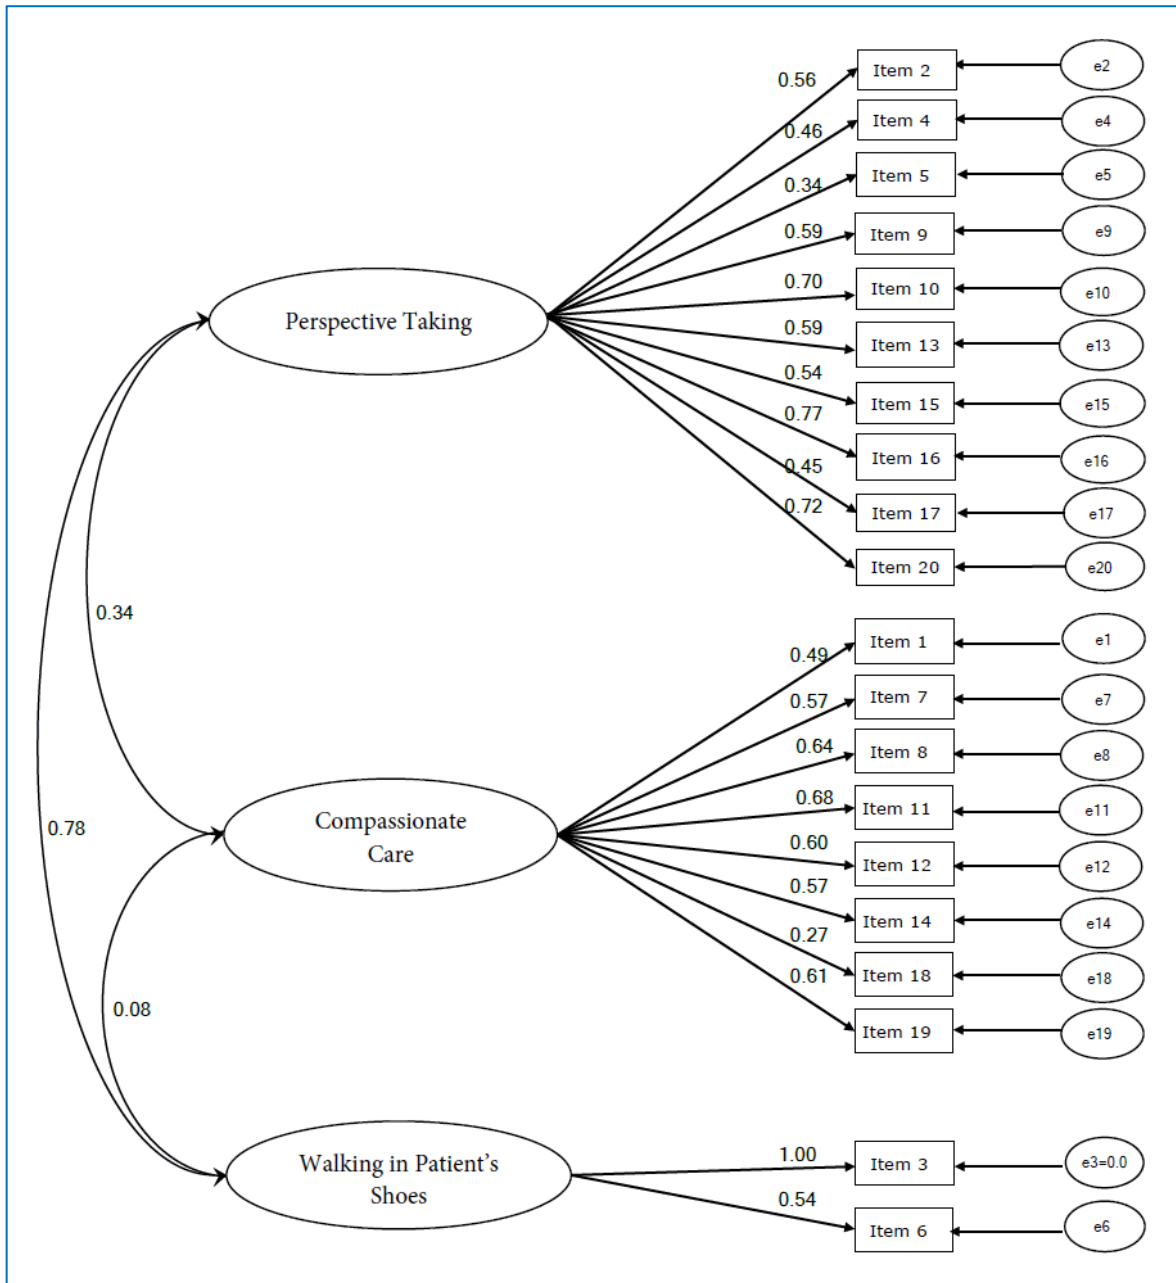 0.56
Item 2
e2
0.46
Item 4
e4
0.34
Item 5
e5
0.59
Item 9
e9
0.70
Item 10
e10
Perspective Taking
0.59
Item 13
e13
0.54
Item 15
e15
0.77
Item 16
e16
0.45
Item 17
e17
0.72
Item 20
e20
0.34
0.49
Item 1
e1
0.57
Item 7
e7
0.64
Item 8
e8
0.68
Item 11
e11
Compassionate
Care
0.78
0.60
Item 12
e12
0.57
Item 14
e14
0.27
Item 18
e18
0.61
Item 19
e19
0.08
Walking in Patient's
Shoes
1.00
Item 3
e3=0.0
0.54
Item 6
e6